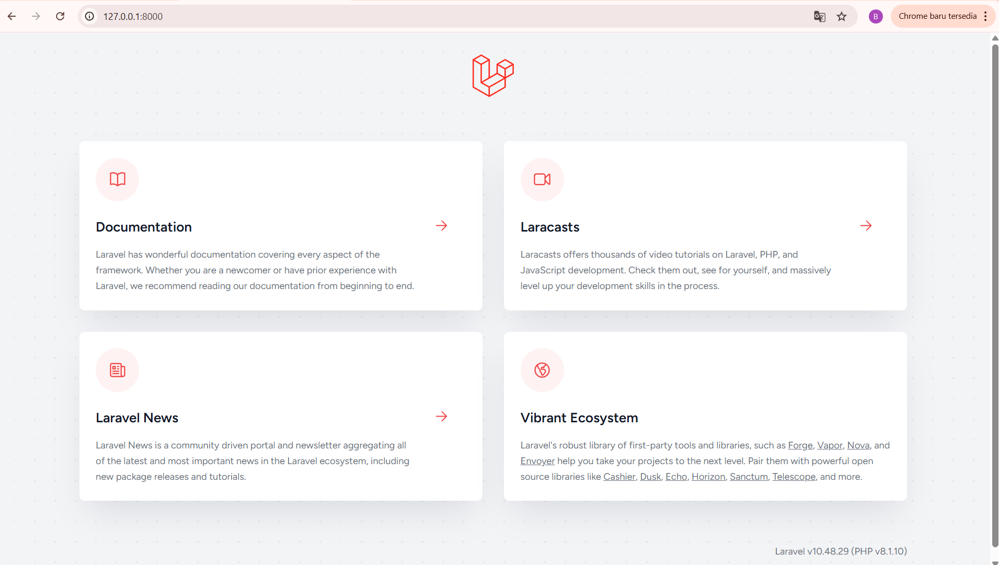 127.0.0.1:8000
B
Chrome baru tersedia
Documentation
Laravel has wonderful documentation covering every aspect of the
framework. Whether you are a newcomer or have prior experience with
Laravel, we recommend reading our documentation from beginning to end.
Laracasts
Laracasts offers thousands of video tutorials on Laravel, PHP, and
JavaScript development. Check them out, see for yourself, and massively
level up your development skills in the process.
Laravel News
Laravel News is a community driven portal and newsletter aggregating all
of the latest and most important news in the Laravel ecosystem, including
new package releases and tutorials.
Vibrant Ecosystem
Laravel's robust library of first-party tools and libraries, such as Forge, Vapor, Nova, and
Envoyer help you take your projects to the next level. Pair them with powerful open
source libraries like Cashier, Dusk, Echo, Horizon, Sanctum, Telescope, and more.
Laravel v10.48.29 (PHP v8.1.10)